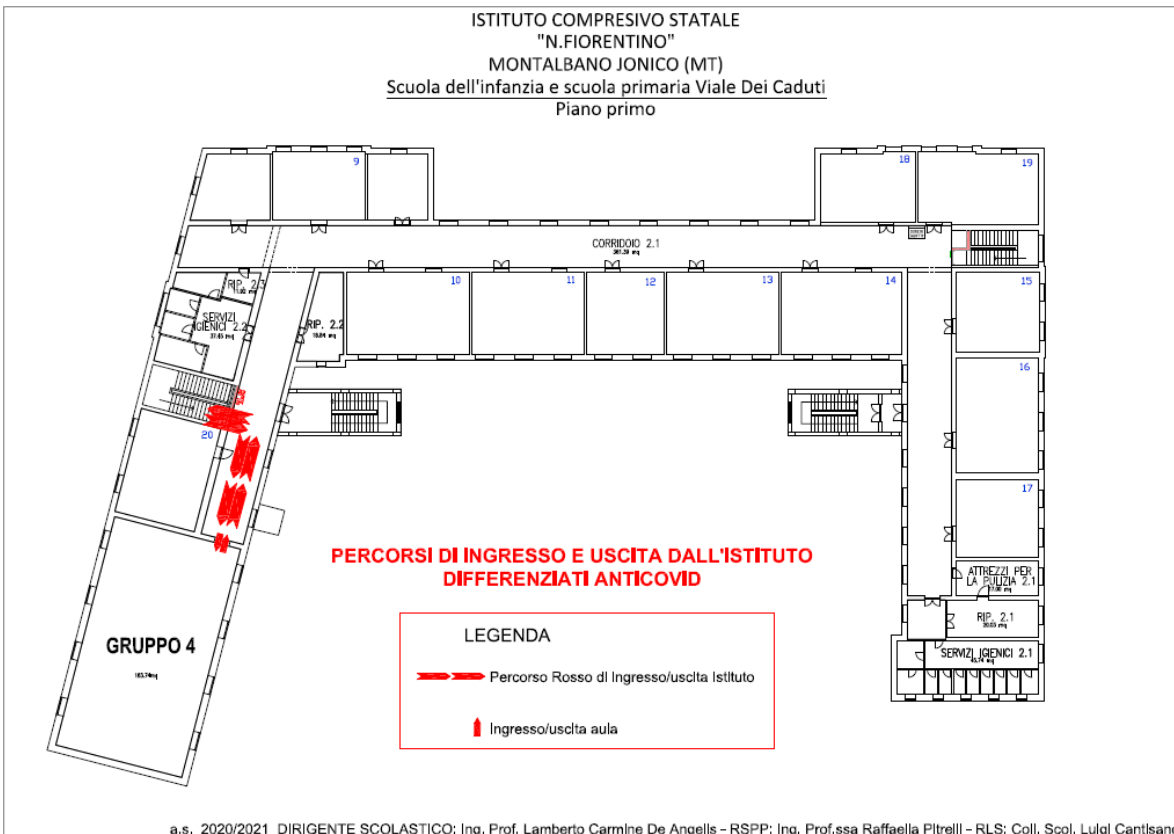 ISTITUTO COMPRESIVO STATALE
"N.FIORENTINO"
MONTALBANO JONICO (MT)
Scuola dell'infanzia e scuola primaria Viale Dei Caduti
Piano primo
9
18
19
CORRIDOIO 2.1
RIP. 2.3
SERVIZI
IGIENICI 2.2
37.65 mq
RIP. 2.2
10
11
12
13
14
15
16
17
20
ATTREZZI PER
LA PULIZIA 2.1
RIP. 2.1
SERVIZI IGIENICI 2.1
PERCORSI DI INGRESSO E USCITA DALL'ISTITUTO
DIFFERENZIATI ANTICOVID
GRUPPO 4
LEGENDA
Percorso Rosso di Ingresso/uscita Istituto
Ingresso/uscita aula
a.s. 2020/2021 DIRIGENTE SCOLASTICO: Ing. Prof. Lamberto Carmine De Angelis - RSPP: Ing. Prof.ssa Raffaella Pitrelli - RLS: Coll. Scol. Luigi Cantisano